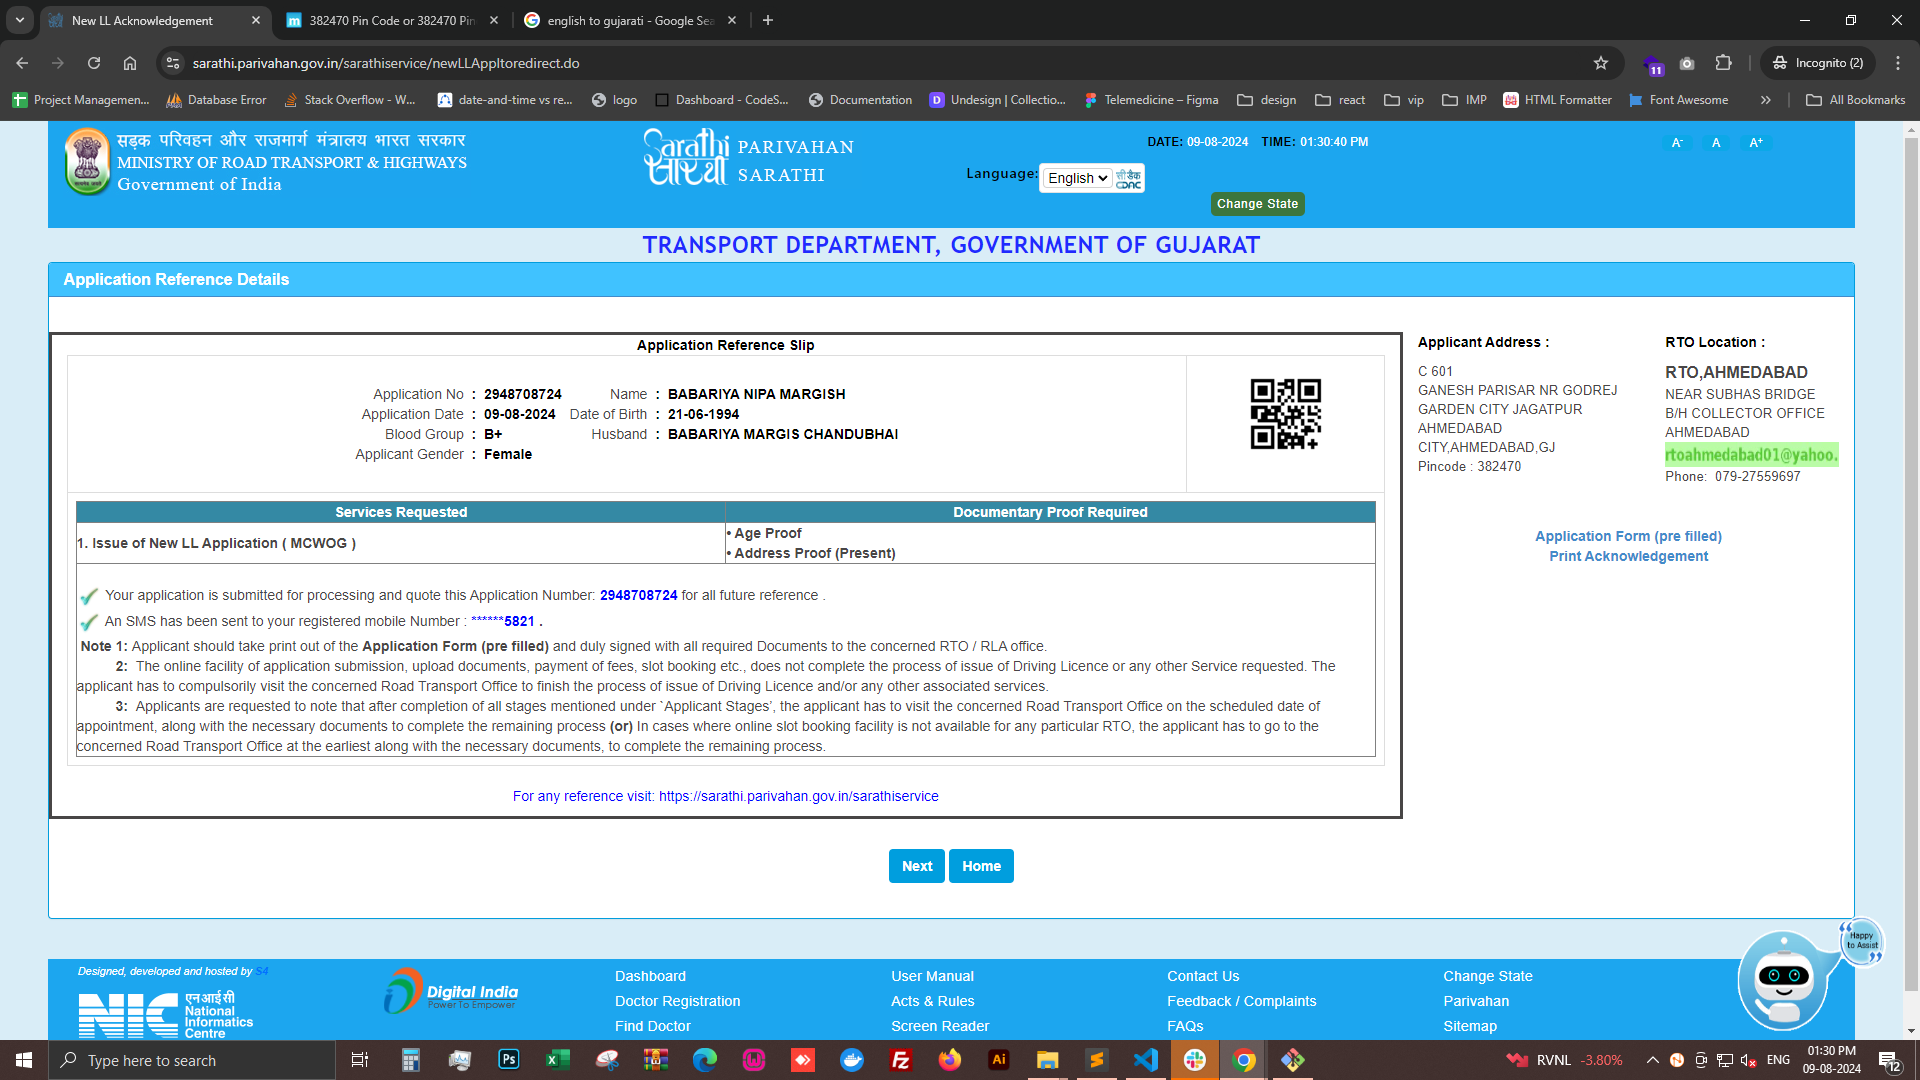 New LL Acknowledgement
382470 Pin Code or 382470 Pin
english to gujarati - Google Sea
sarathi.parivahan.gov.in/sarathiservice/newLLAppltoredirect.do
11
Incognito (2)
Project Managemen...
Database Error
Stack Overflow - W...
date-and-time vs re...
logo
Dashboard - CodeS...
Documentation
Undesign | Collectio...
Telemedicine – Figma
design
react
vip
IMP
HTML Formatter
Font Awesome
All Bookmarks
सड़क परिवहन और राजमार्ग मंत्रालय भारत सरकार
MINISTRY OF ROAD TRANSPORT & HIGHWAYS
Government of India
Sarathi
सारथी
PARIVAHAN
SARATHI
DATE: 09-08-2024 TIME: 01:30:40 PM
Language: English
सी डैक
CDAC
Change State
A- A A+
TRANSPORT DEPARTMENT, GOVERNMENT OF GUJARAT
Application Reference Details
Application Reference Slip
Application No : 2948708724 Name : BABARIYA NIPA MARGISH
Application Date : 09-08-2024 Date of Birth : 21-06-1994
Blood Group : B+ Husband : BABARIYA MARGIS CHANDUBHAI
Applicant Gender : Female
Services Requested
Documentary Proof Required
1. Issue of New LL Application ( MCWOG )
• Age Proof
• Address Proof (Present)
Your application is submitted for processing and quote this Application Number: 2948708724 for all future reference .
An SMS has been sent to your registered mobile Number : ******5821 .
Note 1: Applicant should take print out of the Application Form (pre filled) and duly signed with all required Documents to the concerned RTO / RLA office.
2: The online facility of application submission, upload documents, payment of fees, slot booking etc., does not complete the process of issue of Driving Licence or any other Service requested. The
applicant has to compulsorily visit the concerned Road Transport Office to finish the process of issue of Driving Licence and/or any other associated services.
3: Applicants are requested to note that after completion of all stages mentioned under `Applicant Stages', the applicant has to visit the concerned Road Transport Office on the scheduled date of
appointment, along with the necessary documents to complete the remaining process (or) In cases where online slot booking facility is not available for any particular RTO, the applicant has to go to the
concerned Road Transport Office at the earliest along with the necessary documents, to complete the remaining process.
For any reference visit: https://sarathi.parivahan.gov.in/sarathiservice
Applicant Address :
C 601
GANESH PARISAR NR GODREJ
GARDEN CITY JAGATPUR
AHMEDABAD
CITY,AHMEDABAD,GJ
Pincode : 382470
RTO Location :
RTO,AHMEDABAD
NEAR SUBHAS BRIDGE
B/H COLLECTOR OFFICE
AHMEDABAD
rtoahmedabad01@yahoo.
Phone: 079-27559697
Application Form (pre filled)
Print Acknowledgement
Next
Home
Happy
to Assist
Designed, developed and hosted by S4
NIC
एन आई सी
National
Informatics
Centre
Digital India
Power To Empower
Dashboard
Doctor Registration
Find Doctor
User Manual
Acts & Rules
Screen Reader
Contact Us
Feedback / Complaints
FAQs
Change State
Parivahan
Sitemap
Type here to search
Ps
Fz
Ai
RVNL -3.80%
ENG
01:30 PM
09-08-2024
12